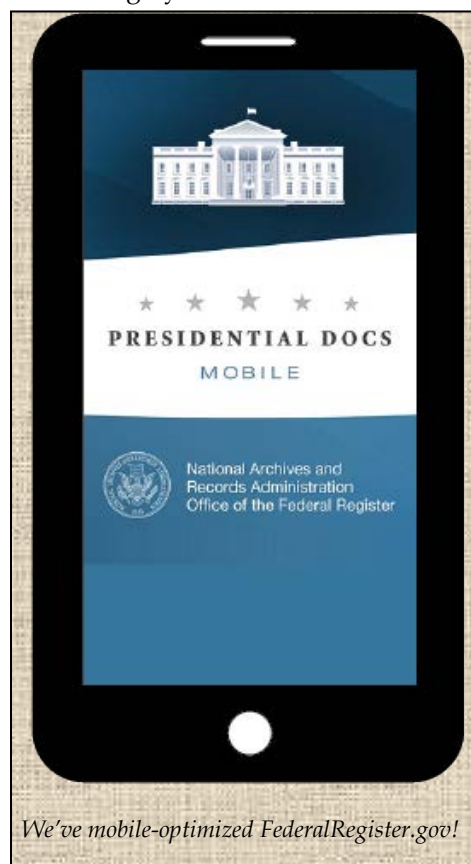 PRESIDENTIAL DOCS
MOBILE
National Archives and
Records Administration
Office of the Federal Register
We've mobile-optimized FederalRegister.gov!